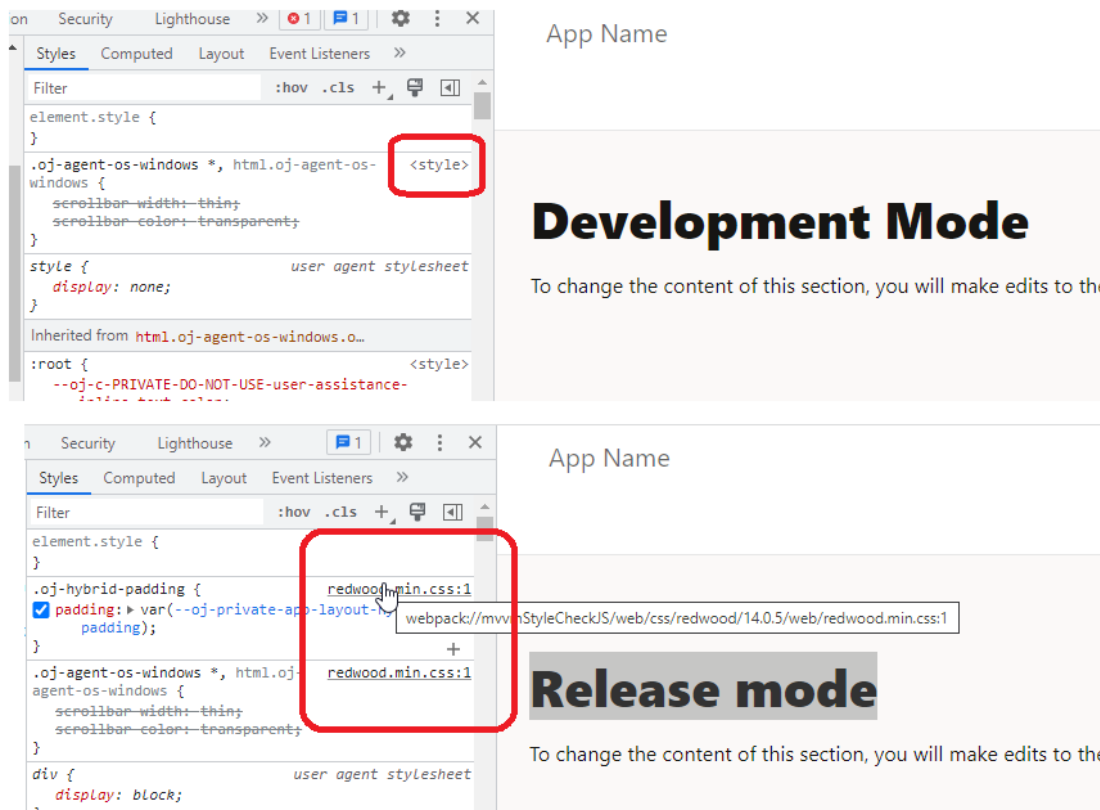 on Security Lighthouse » 1 1
App Name
Styles Computed Layout Event Listeners »
Filter :hov .cls +
element.style {
}
.oj-agent-os-windows *, html.oj-agent-os- <style>
windows {
scrollbar-width: thin;
scrollbar-color: transparent;
}
style { user agent stylesheet
display: none;
}
Inherited from html.oj-agent-os-windows.o…
:root { <style>
--oj-c-PRIVATE-DO-NOT-USE-user-assistance-
inline-text-color:
Development Mode
To change the content of this section, you will make edits to the
Security Lighthouse » 1
App Name
Styles Computed Layout Event Listeners »
Filter :hov .cls +
element.style {
}
.oj-hybrid-padding { redwood.min.css:1
padding: var(--oj-private-app-layout-hy
padding);
}
webpack://mvvmStyleCheckJS/web/css/redwood/14.0.5/web/redwood.min.css:1
+
.oj-agent-os-windows *, html.oj- redwood.min.css:1
agent-os-windows {
scrollbar-width: thin;
scrollbar-color: transparent;
}
div { user agent stylesheet
display: block;
Release mode
To change the content of this section, you will make edits to the